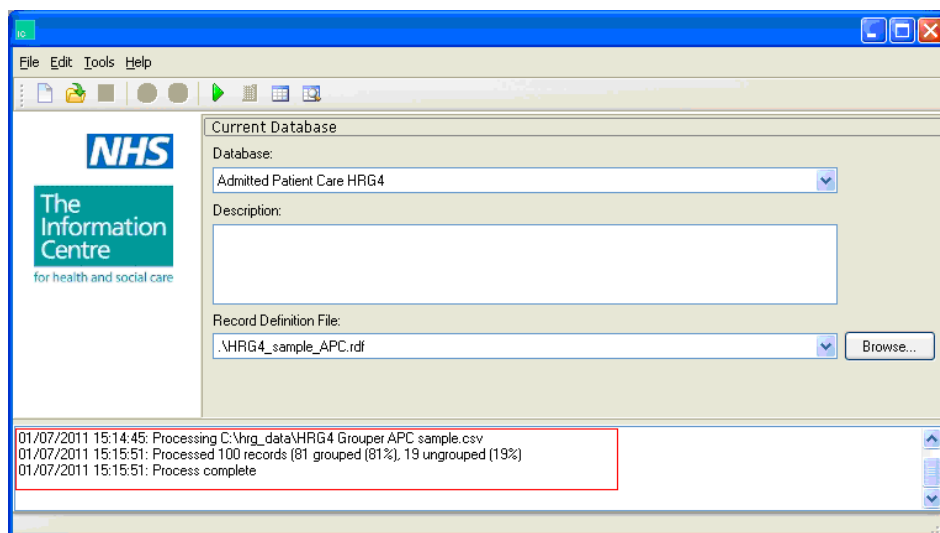 IC
File Edit Tools Help
NHS
The
Information
Centre
for health and social care
Current Database
Database:
Admitted Patient Care HRG4
Description:
Record Definition File:
.\HRG4_sample_APC.rdf
Browse...
01/07/2011 15:14:45: Processing C:\hrg_data\HRG4 Grouper APC sample.csv
01/07/2011 15:15:51: Processed 100 records (81 grouped (81%), 19 ungrouped (19%)
01/07/2011 15:15:51: Process complete